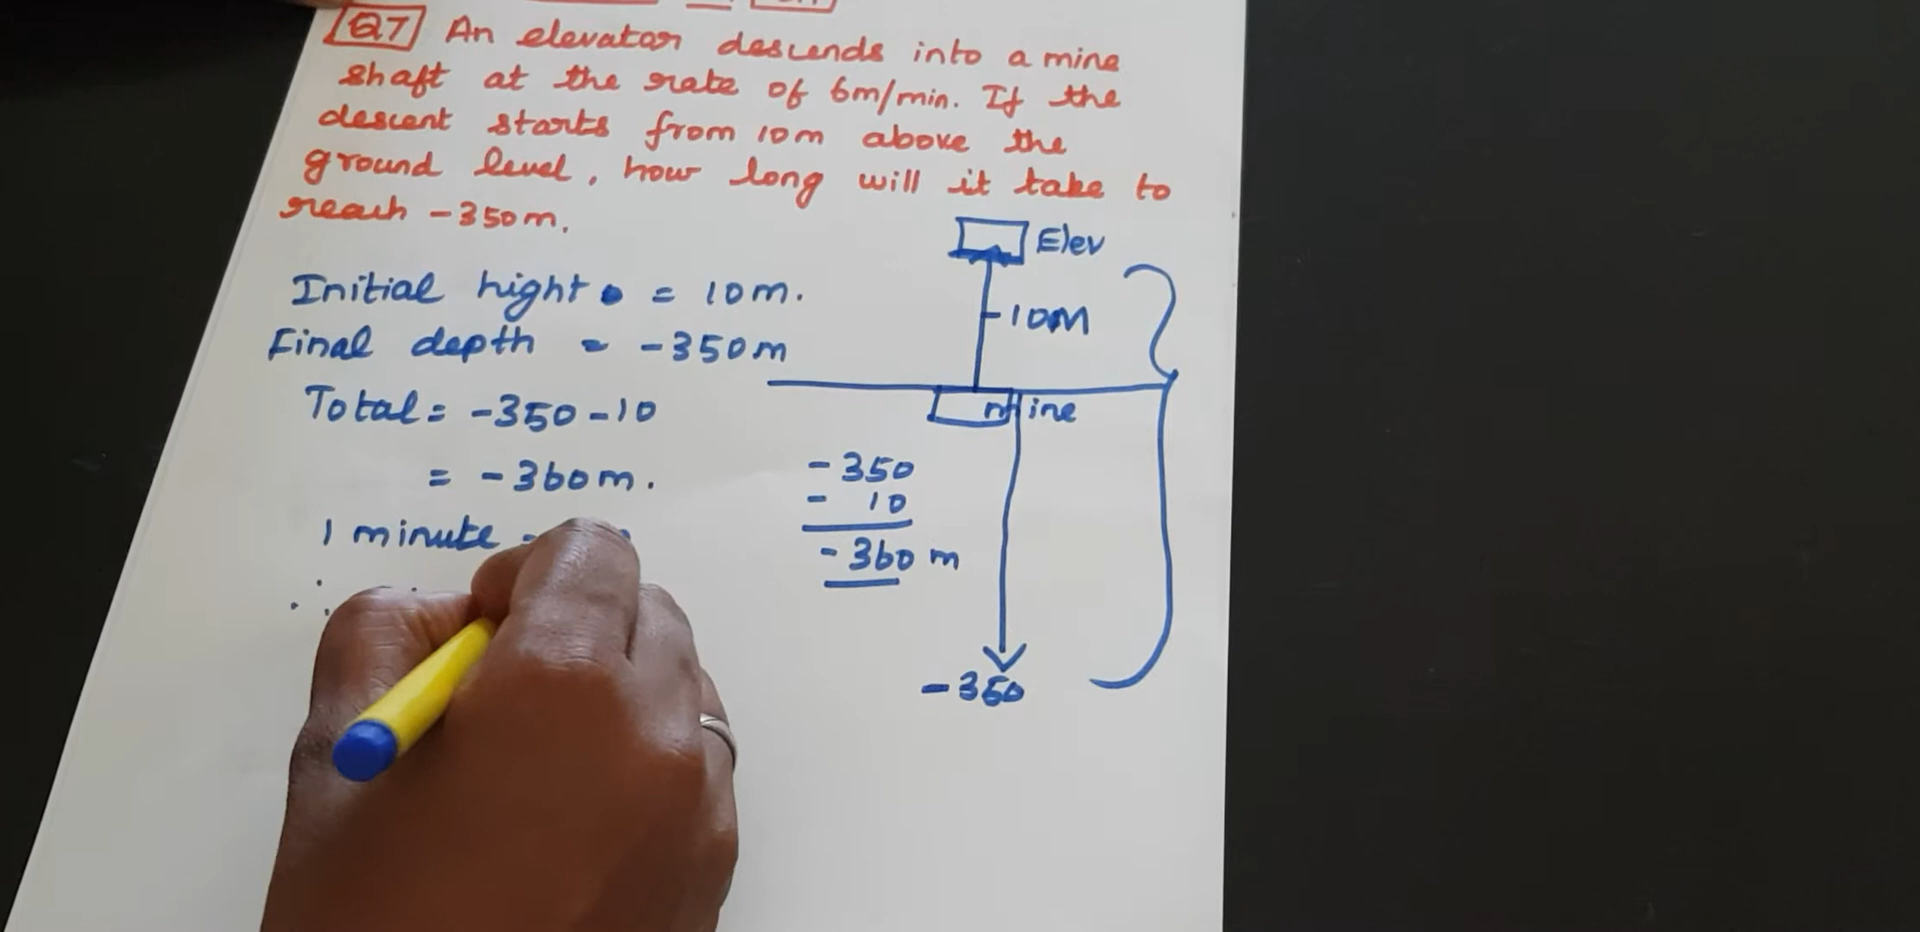 Q7 An elevator descends into a mine
shaft at the rate of 6m/min. If the
descent starts from 10m above the
ground level, how long will it take to
reach -350m.
Elev
Initial hight = 10m.
10M
Final depth = -350m
Total = -350-10
mine
= -360m.
-350
- 10
-360 m
1 minute
-350